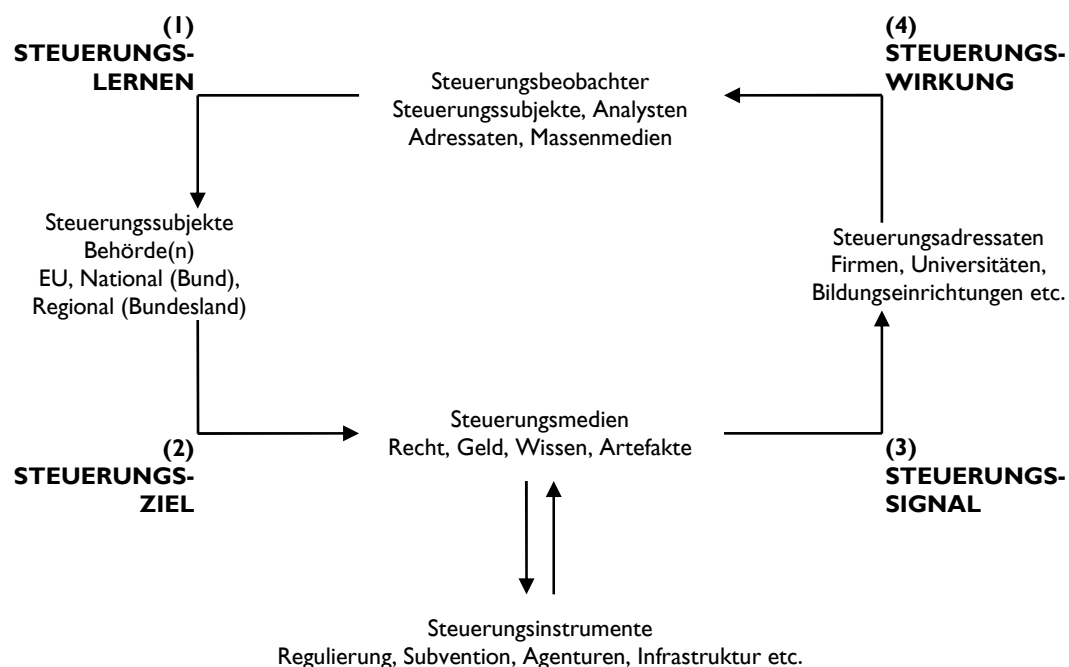 (1)
STEUERUNGS-
LERNEN
(4)
STEUERUNGS-
WIRKUNG
Steuerungsbeobachter
Steuerungssubjekte, Analysten
Adressaten, Massenmedien
Steuerungssubjekte
Behörde(n)
EU, National (Bund),
Regional (Bundesland)
Steuerungsadressaten
Firmen, Universitäten,
Bildungseinrichtungen etc.
Steuerungsmedien
Recht, Geld, Wissen, Artefakte
(2)
STEUERUNGS-
ZIEL
(3)
STEUERUNGS-
SIGNAL
Steuerungsinstrumente
Regulierung, Subvention, Agenturen, Infrastruktur etc.